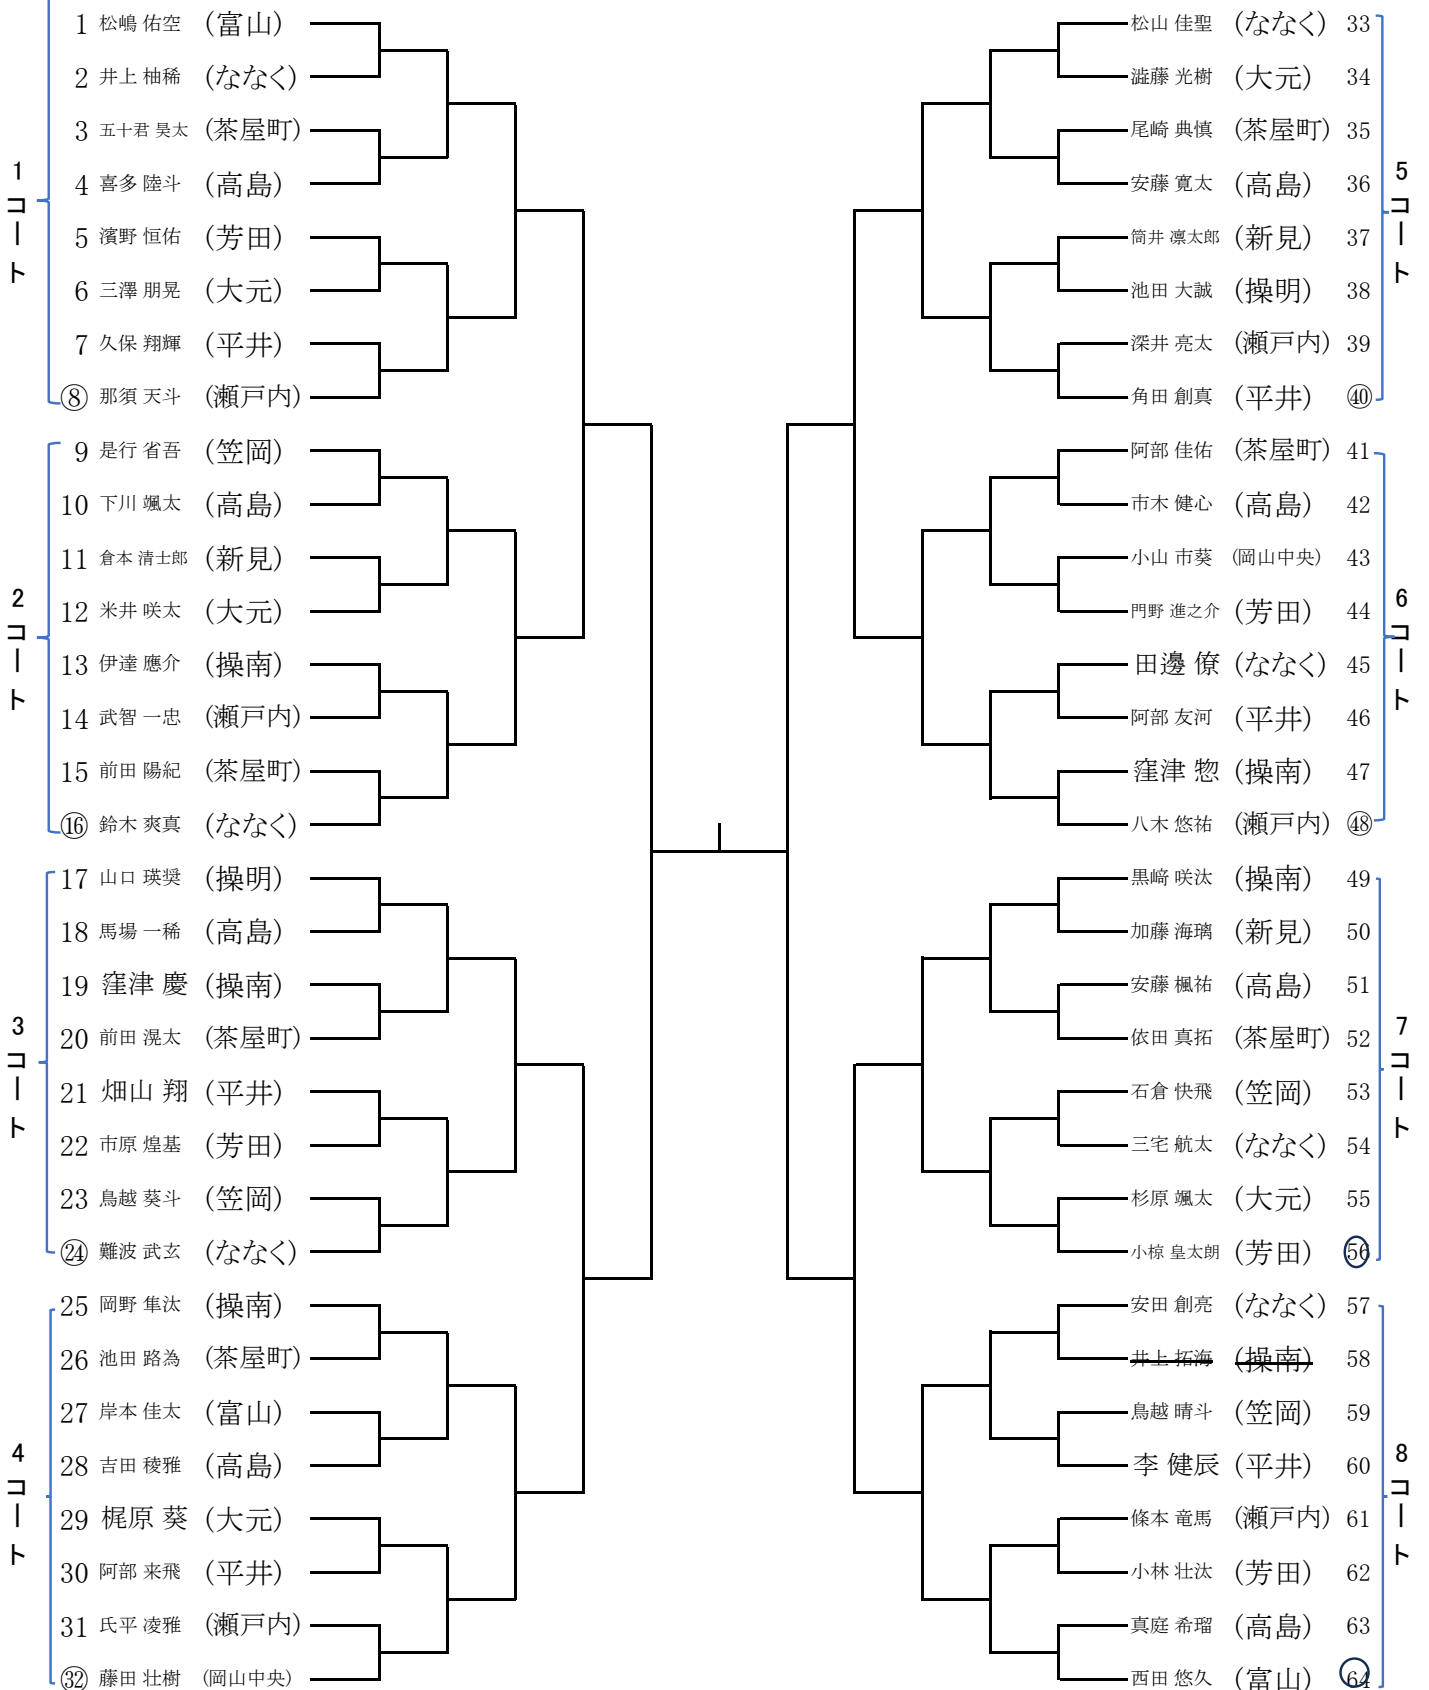 1コート
1 松嶋 佑空 (富山)
2 井上 柚稀 (ななく)
3 五十君 昊太 (茶屋町)
4 喜多 陸斗 (高島)
5 濱野 恒佑 (芳田)
6 三澤 朋晃 (大元)
7 久保 翔輝 (平井)
⑧ 那須 天斗 (瀬戸内)
2コート
9 是行 省吾 (笠岡)
10 下川 颯太 (高島)
11 倉本 清士郎 (新見)
12 米井 咲太 (大元)
13 伊達 應介 (操南)
14 武智 一忠 (瀬戸内)
15 前田 陽紀 (茶屋町)
⑯ 鈴木 爽真 (ななく)
3コート
17 山口 瑛奨 (操明)
18 馬場 一稀 (高島)
19 窪津 慶 (操南)
20 前田 滉太 (茶屋町)
21 畑山 翔 (平井)
22 市原 煌基 (芳田)
23 鳥越 葵斗 (笠岡)
㉔ 難波 武玄 (ななく)
4コート
25 岡野 隼汰 (操南)
26 池田 路為 (茶屋町)
27 岸本 佳太 (富山)
28 吉田 稜雅 (高島)
29 梶原 葵 (大元)
30 阿部 来飛 (平井)
31 氏平 凌雅 (瀬戸内)
㉜ 藤田 壮樹 (岡山中央)
5コート
松山 佳聖 (ななく) 33
澁藤 光樹 (大元) 34
尾崎 典慎 (茶屋町) 35
安藤 寛太 (高島) 36
筒井 凛太郎 (新見) 37
池田 大誠 (操明) 38
深井 亮太 (瀬戸内) 39
角田 創真 (平井) ㊵
6コート
阿部 佳佑 (茶屋町) 41
市木 健心 (高島) 42
小山 市葵 (岡山中央) 43
門野 進之介 (芳田) 44
田邊 僚 (ななく) 45
阿部 友河 (平井) 46
窪津 惣 (操南) 47
八木 悠祐 (瀬戸内) ㊽
7コート
黒﨑 咲汰 (操南) 49
加藤 海璃 (新見) 50
安藤 楓祐 (高島) 51
依田 真拓 (茶屋町) 52
石倉 快飛 (笠岡) 53
三宅 航太 (ななく) 54
杉原 颯太 (大元) 55
小椋 皇太朗 (芳田) 56
8コート
安田 創亮 (ななく) 57
井上 拓海 (操南) 58
鳥越 晴斗 (笠岡) 59
李 健辰 (平井) 60
條本 竜馬 (瀬戸内) 61
小林 壮汰 (芳田) 62
真庭 希瑠 (高島) 63
西田 悠久 (富山) 64